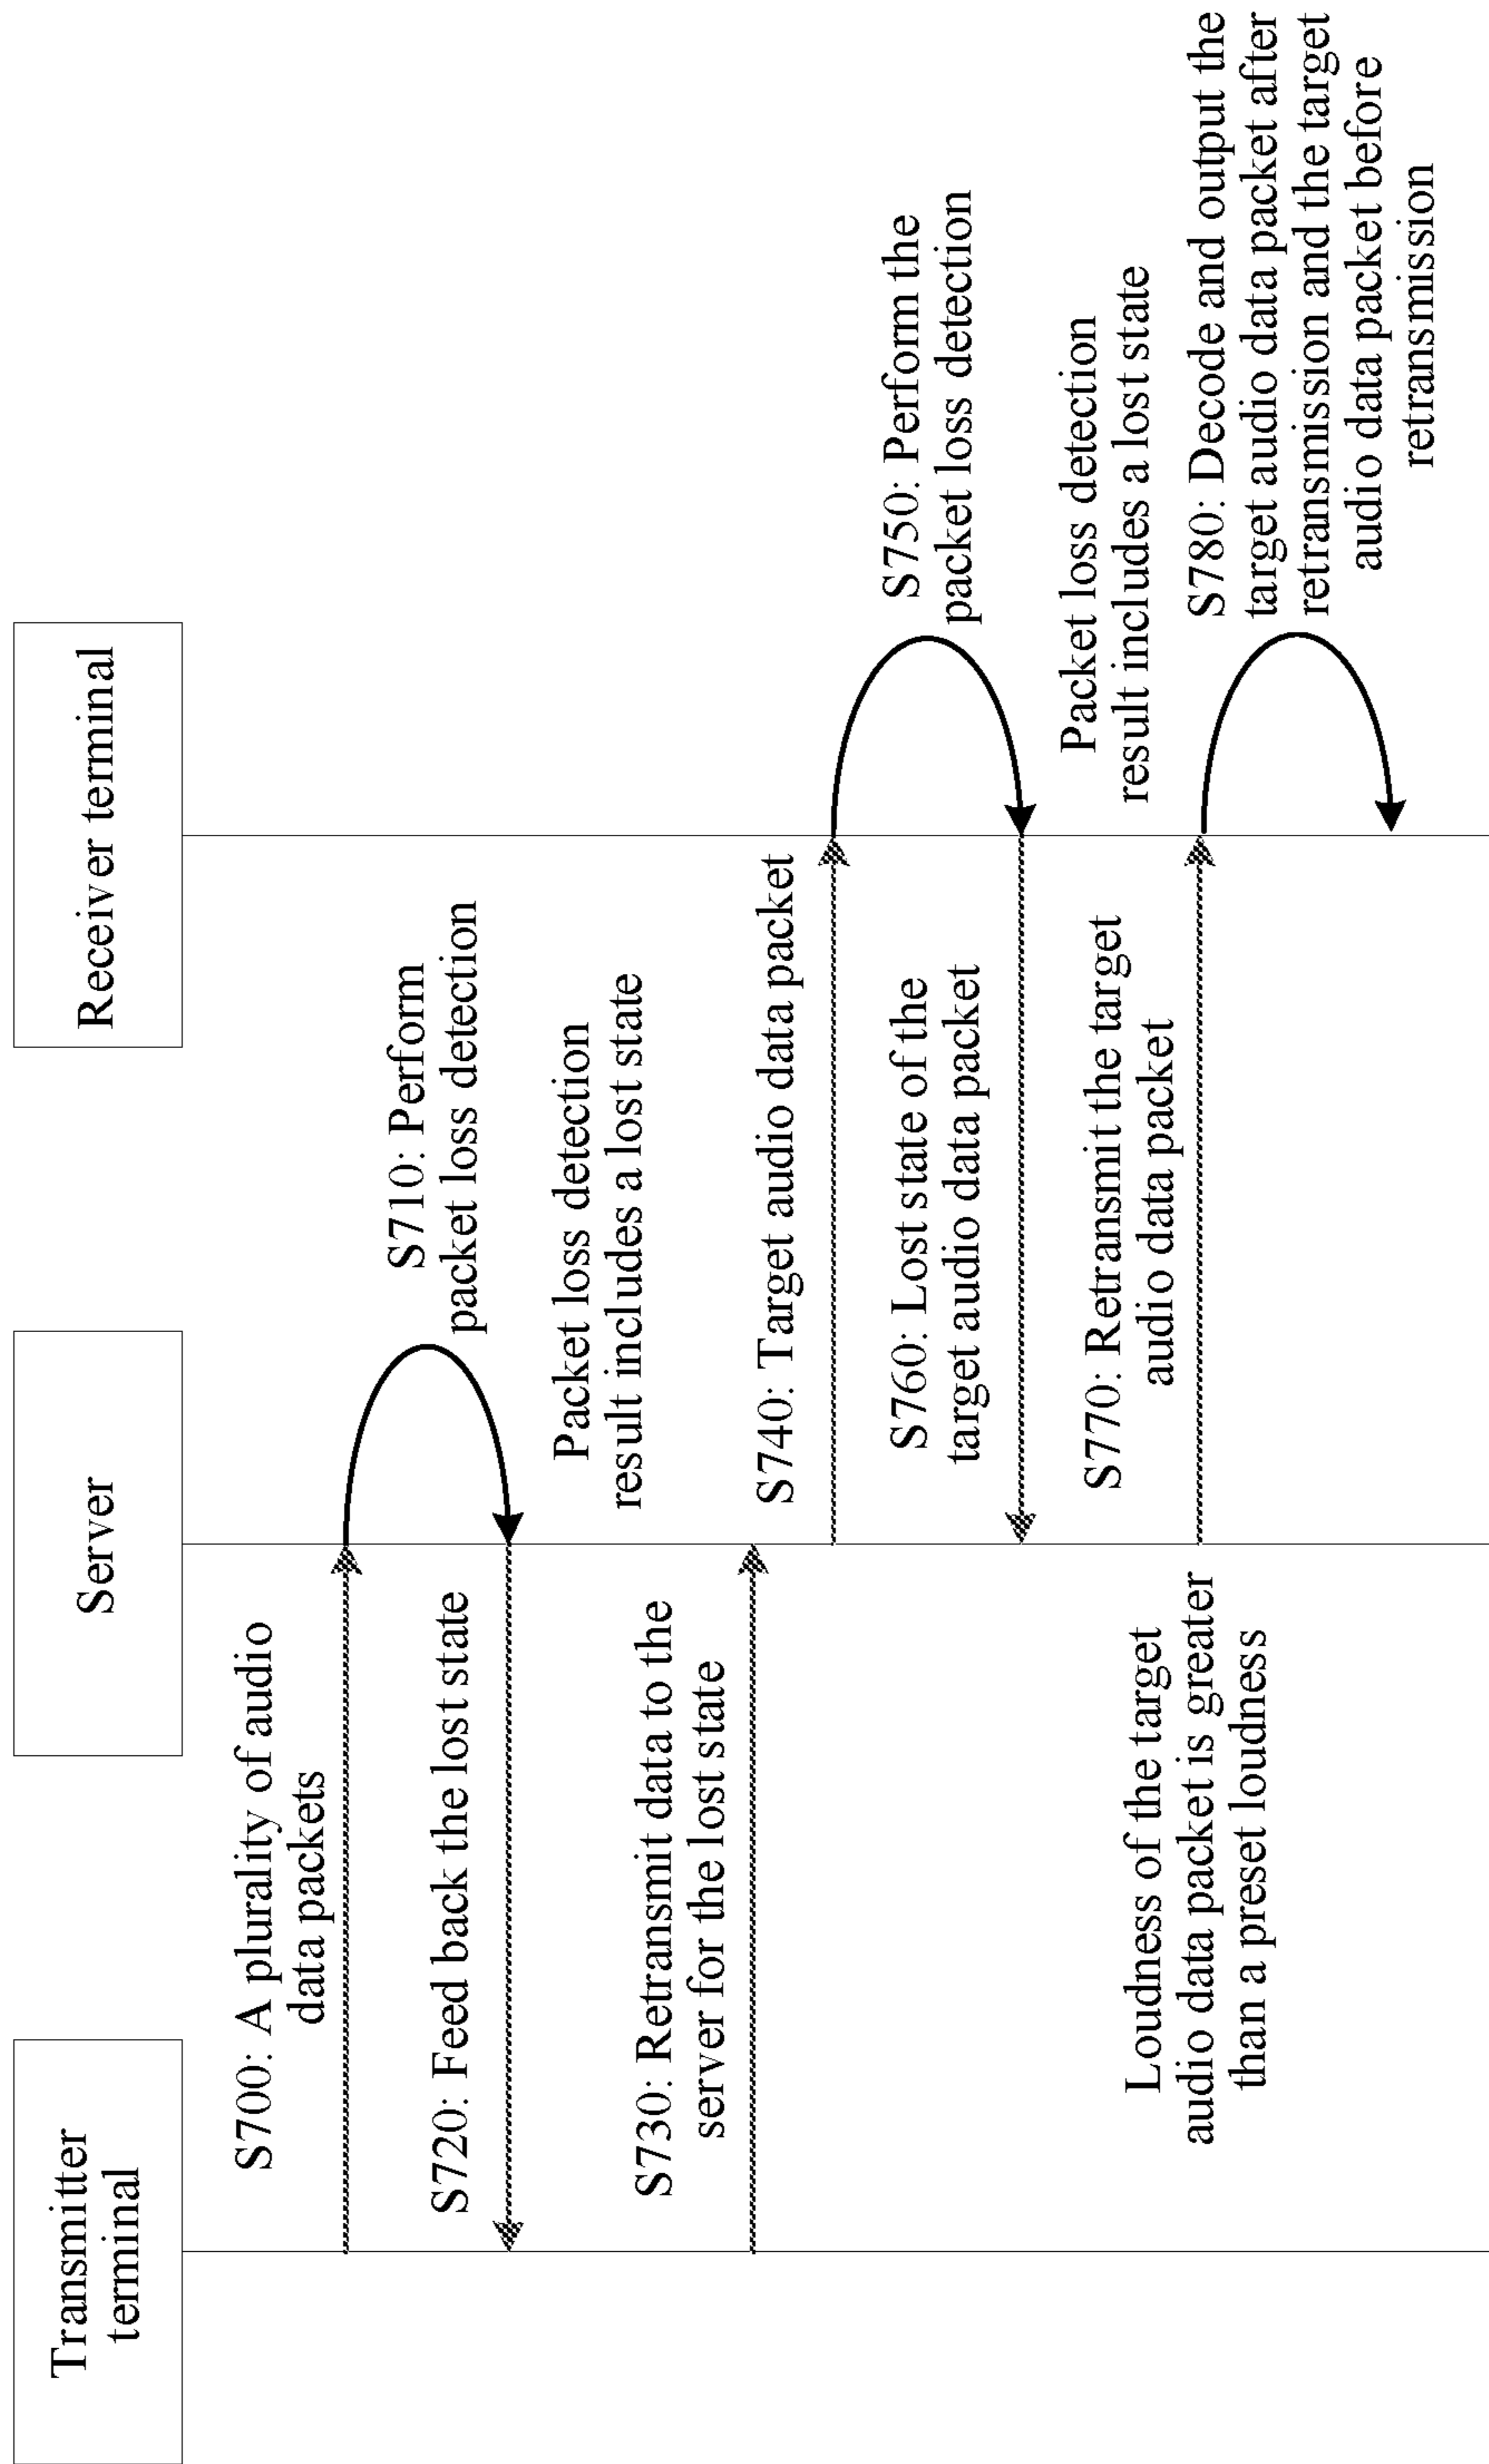 Transmitter
terminal
Server
Receiver terminal
S700: A plurality of audio
data packets
S710: Perform
packet loss detection
S720: Feed back the lost state
Packet loss detection
result includes a lost state
S730: Retransmit data to the
server for the lost state
S740: Target audio data packet
S750: Perform the
packet loss detection
S760: Lost state of the
target audio data packet
Packet loss detection
result includes a lost state
S770: Retransmit the target
audio data packet
Loudness of the target
audio data packet is greater
than a preset loudness
S780: Decode and output the
target audio data packet after
retransmission and the target
audio data packet before
retransmission